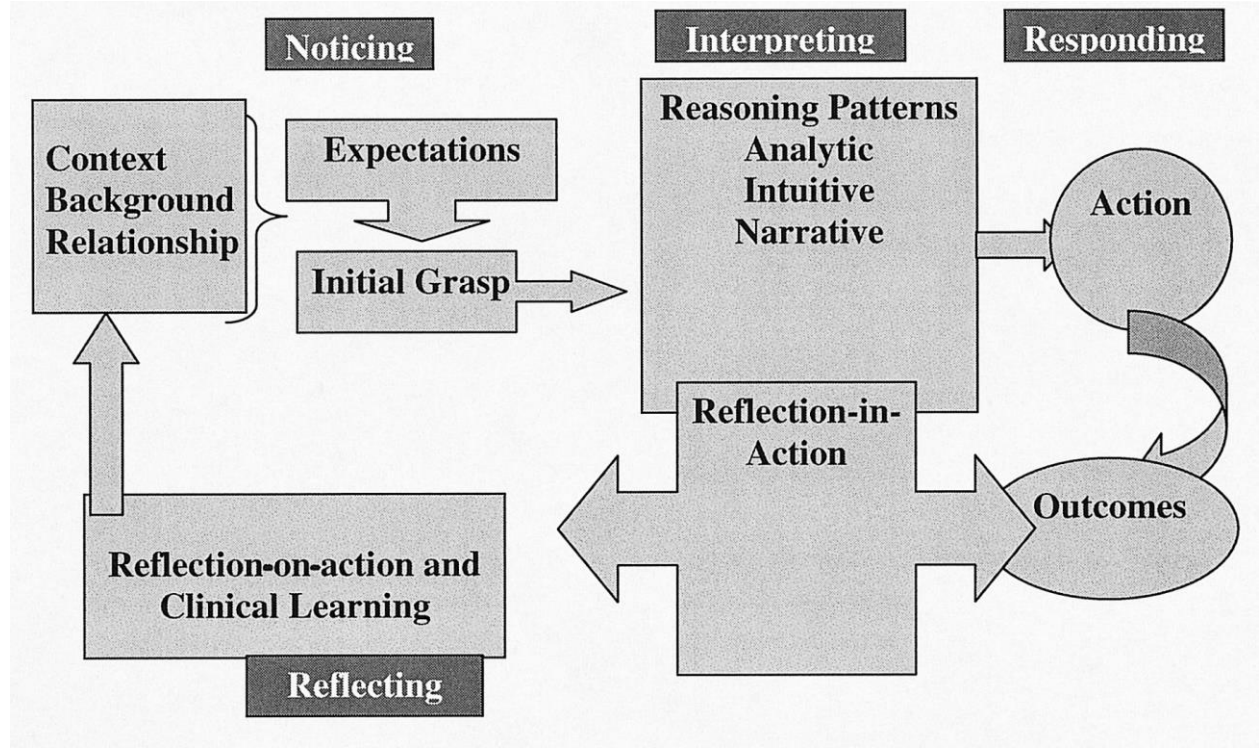 Noticing
Interpreting
Responding
Context
Background
Relationship
Expectations
Initial Grasp
Reasoning Patterns
Analytic
Intuitive
Narrative
Action
Reflection-in-
Action
Outcomes
Reflection-on-action and
Clinical Learning
Reflecting